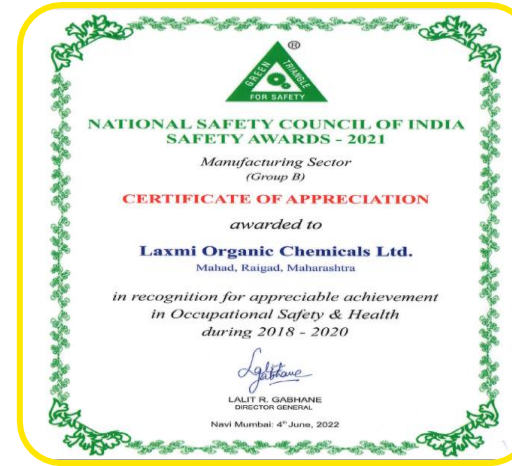 ®
GREEN TRIANGLE
FOR SAFETY
NATIONAL SAFETY COUNCIL OF INDIA
SAFETY AWARDS - 2021
Manufacturing Sector
(Group B)
CERTIFICATE OF APPRECIATION
awarded to
Laxmi Organic Chemicals Ltd.
Mahad, Raigad, Maharashtra
in recognition for appreciable achievement
in Occupational Safety & Health
during 2018 - 2020
LALIT R. GABHANE
DIRECTOR GENERAL
Navi Mumbai: 4th June, 2022